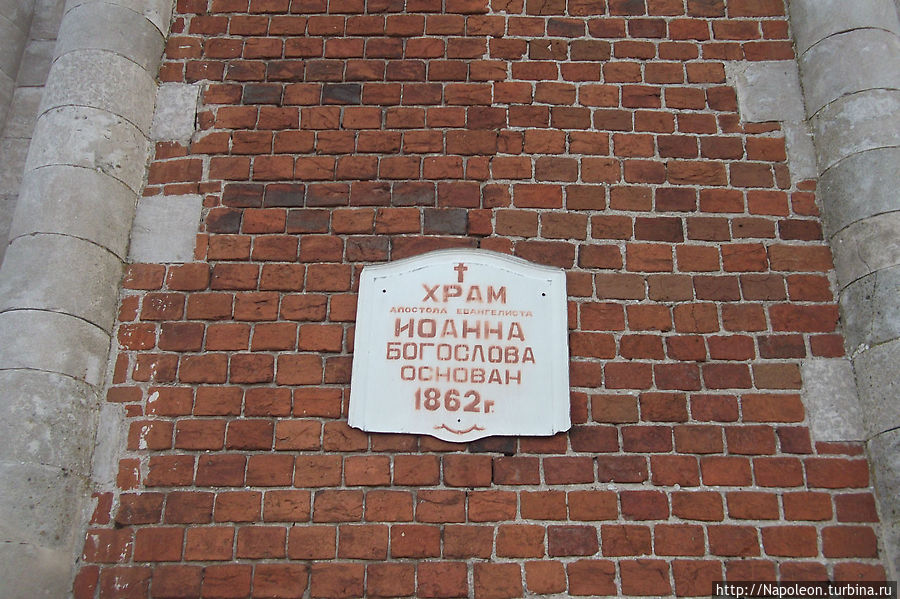 ХРАМ
АПОСТОЛА ЕВАНГЕЛИСТА
ИОАННА
БОГОСЛОВА
ОСНОВАН
1862г.
http://Napoleon.turbina.ru